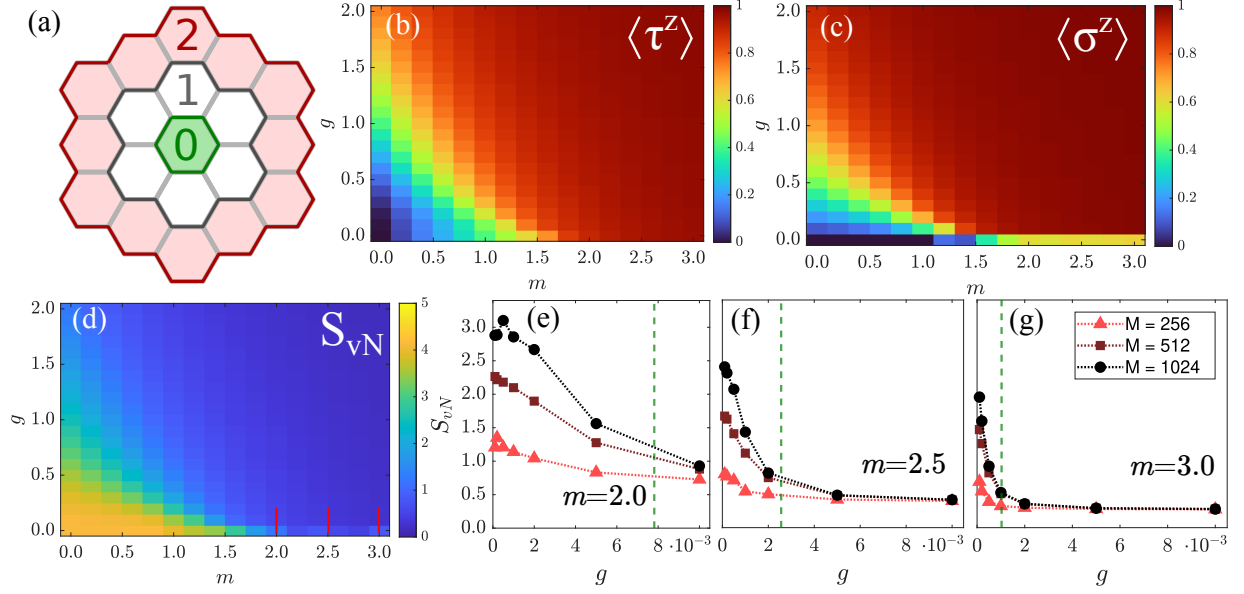 (a)
2
1
0
(b)
⟨τᶻ⟩
g
2.0
1.5
1.0
0.5
0.0
0.0 0.5 1.0 1.5 2.0 2.5 3.0
m
1
0.8
0.6
0.4
0.2
0
(c)
⟨σᶻ⟩
g
2.0
1.5
1.0
0.5
0.0
0.0 0.5 1.0 1.5 2.0 2.5 3.0
m
1
0.8
0.6
0.4
0.2
0
(d)
S_vN
g
2.0
1.5
1.0
0.5
0.0
0.0 0.5 1.0 1.5 2.0 2.5 3.0
m
5
4
3
2
1
0
(e)
S_vN
3.0
2.5
2.0
1.5
1.0
0.5
0.0
m=2.0
0 2 4 6 8 ·10⁻³
g
(f)
m=2.5
0 2 4 6 8 ·10⁻³
g
(g)
M = 256
M = 512
M = 1024
m=3.0
0 2 4 6 8 ·10⁻³
g